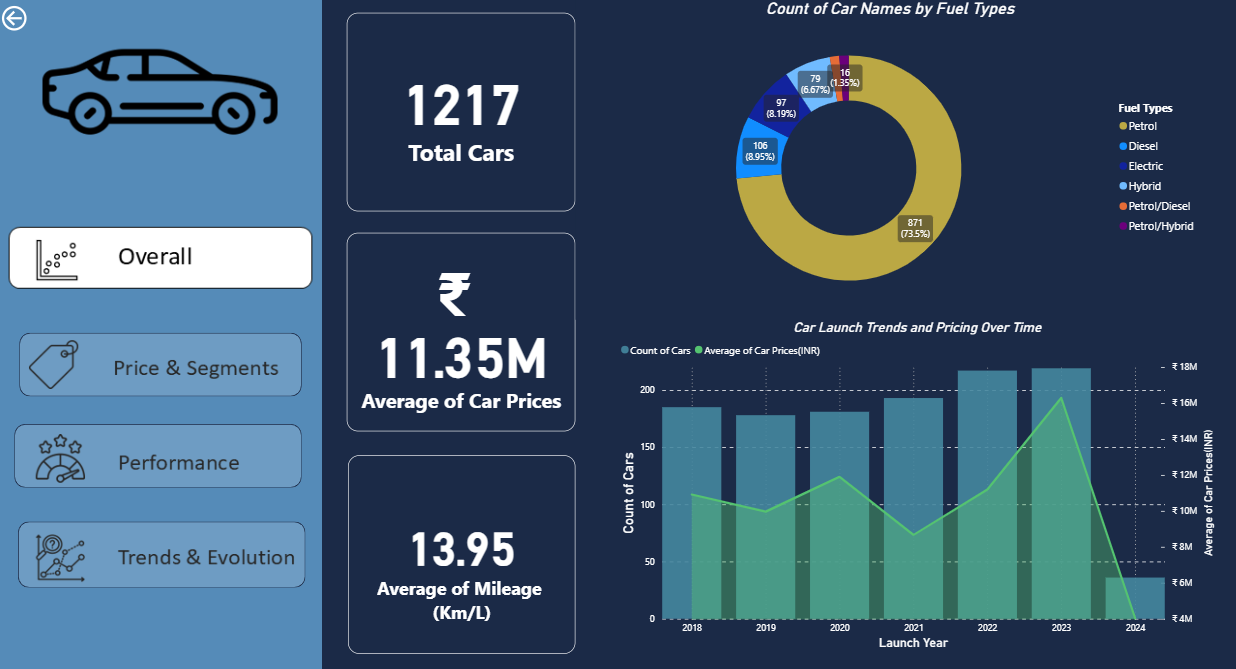 Overall
Price & Segments
Performance
?
Trends & Evolution
1217
Total Cars
₹
11.35M
Average of Car Prices
13.95
Average of Mileage
(Km/L)
Count of Car Names by Fuel Types
16
(1.35%)
79
(6.67%)
97
(8.19%)
106
(8.95%)
871
(73.5%)
Fuel Types
Petrol
Diesel
Electric
Hybrid
Petrol/Diesel
Petrol/Hybrid
Car Launch Trends and Pricing Over Time
Count of Cars
Average of Car Prices(INR)
Count of Cars
200
150
100
50
0
₹18M
₹16M
₹14M
₹12M
₹10M
₹8M
₹6M
₹4M
Average of Car Prices(INR)
2018
2019
2020
2021
2022
2023
2024
Launch Year